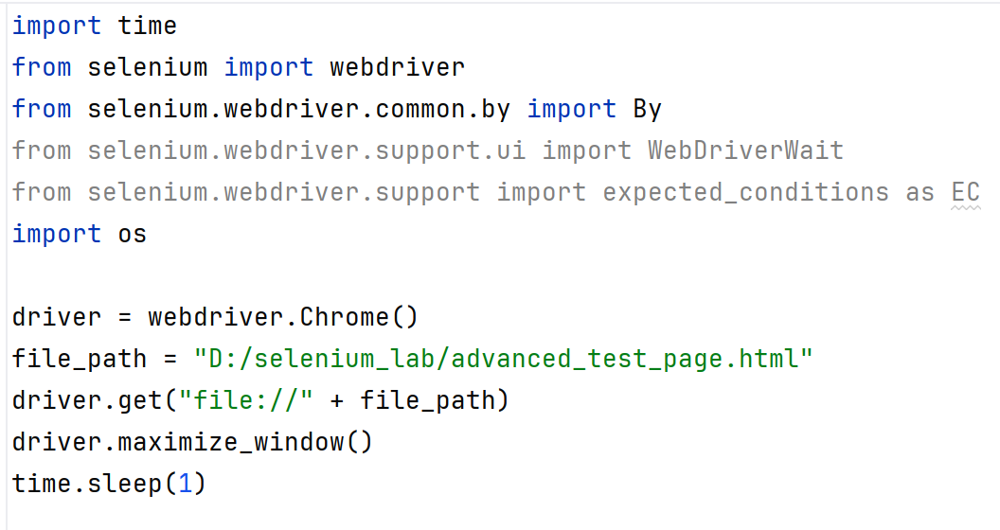 import time
from selenium import webdriver
from selenium.webdriver.common.by import By
from selenium.webdriver.support.ui import WebDriverWait
from selenium.webdriver.support import expected_conditions as EC
import os
driver = webdriver.Chrome()
file_path = "D:/selenium_lab/advanced_test_page.html"
driver.get("file://" + file_path)
driver.maximize_window()
time.sleep(1)